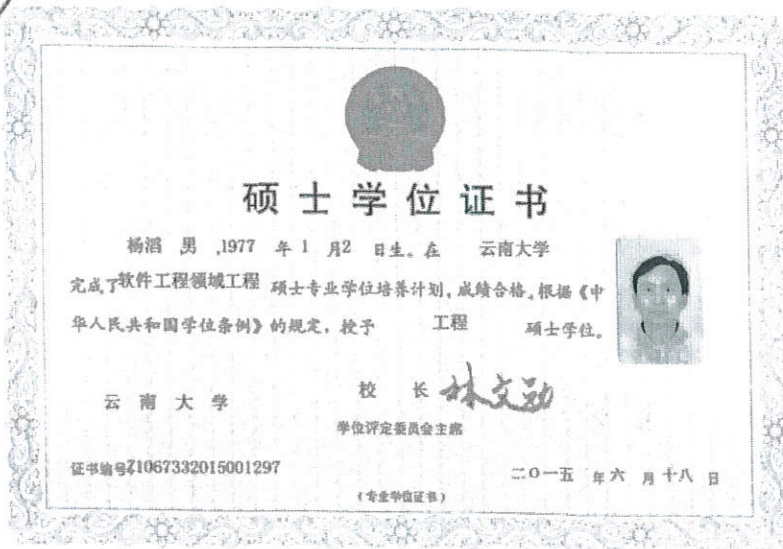 硕士学位证书
杨滔 男 ,1977 年 1 月2 日生。在 云南大学
完成了软件工程领域工程 硕士专业学位培养计划,成绩合格。根据《中
华人民共和国学位条例》的规定,授予 工程 硕士学位。
云南大学
校 长 林文勋
学位评定委员会主席
证书编号Z1067332015001297
二〇一五 年六 月十八 日
(专业学位证书)